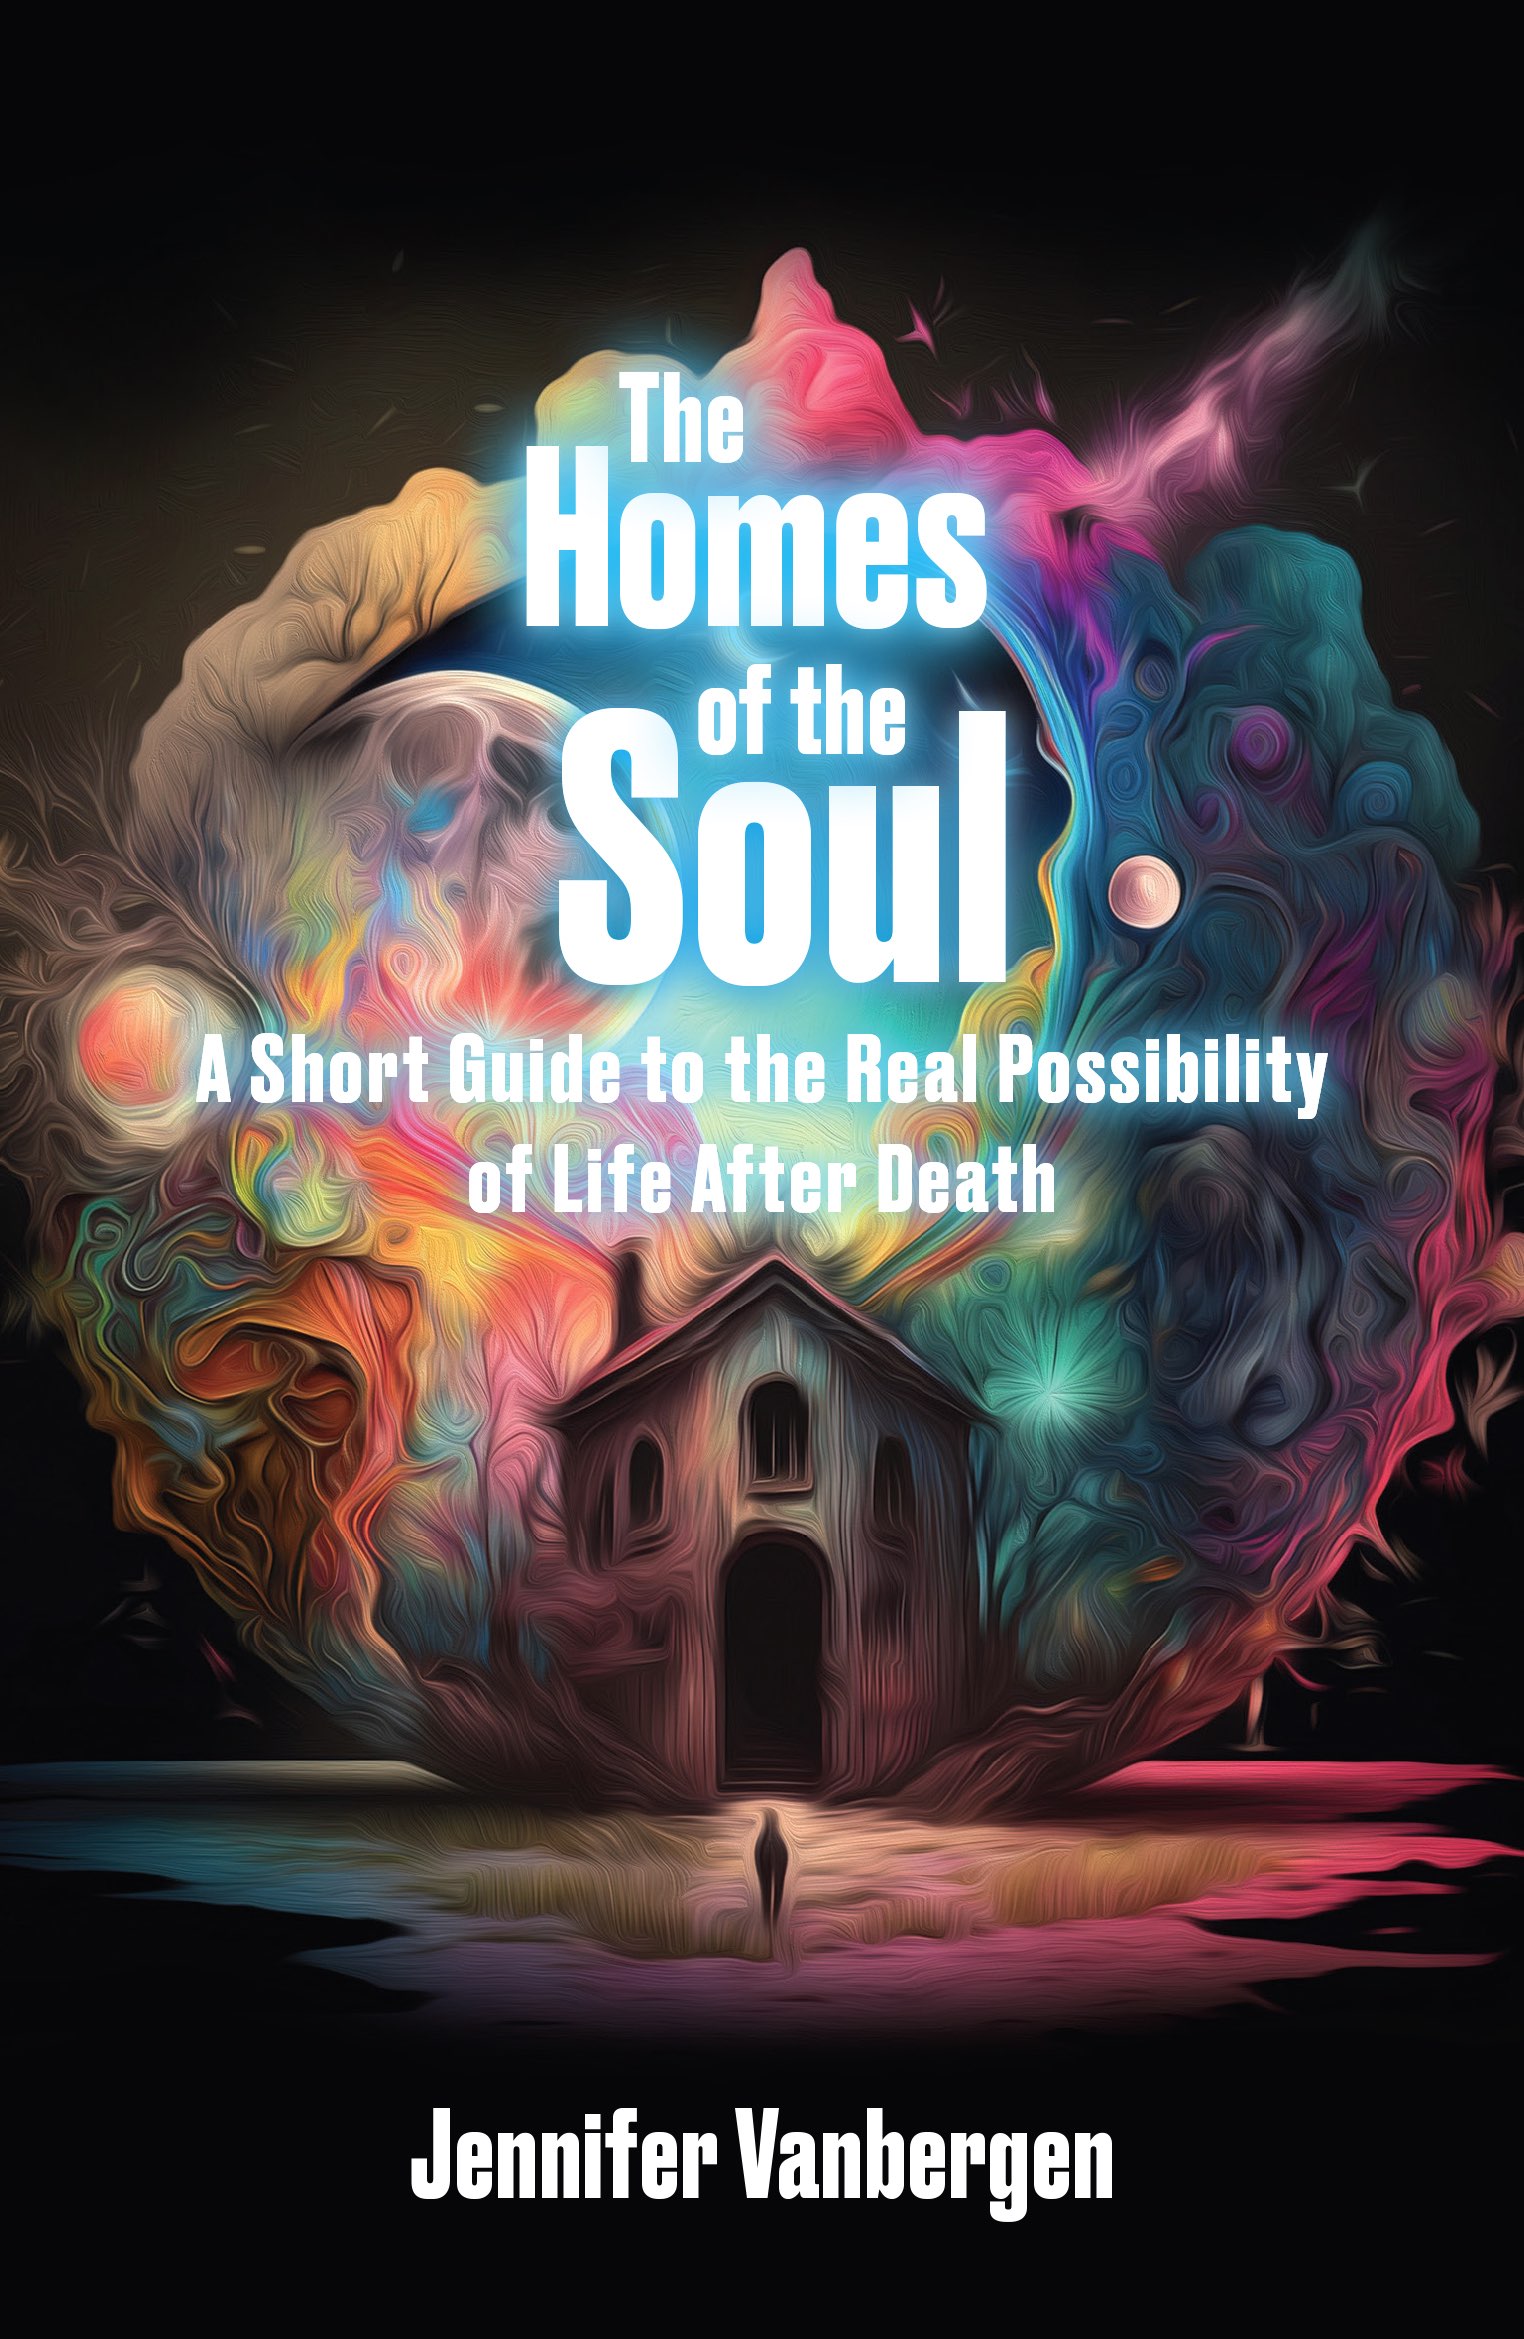 The
Homes
of the
Soul
A Short Guide to the Real Possibility
of Life After Death
Jennifer Vanbergen